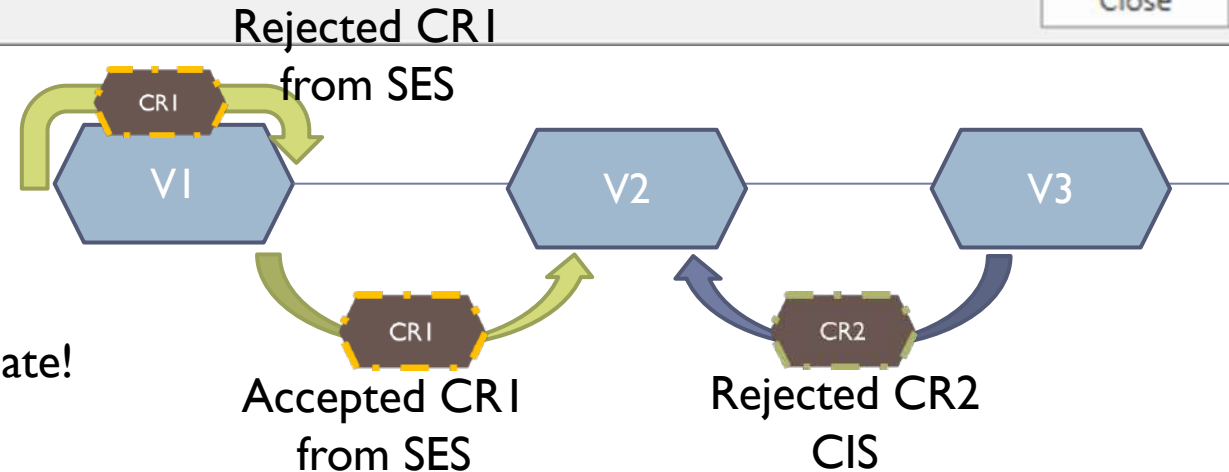 Close
Rejected CR1
from SES
CR1
V1
V2
V3
CR1
CR2
ate!
Accepted CR1
from SES
Rejected CR2
CIS